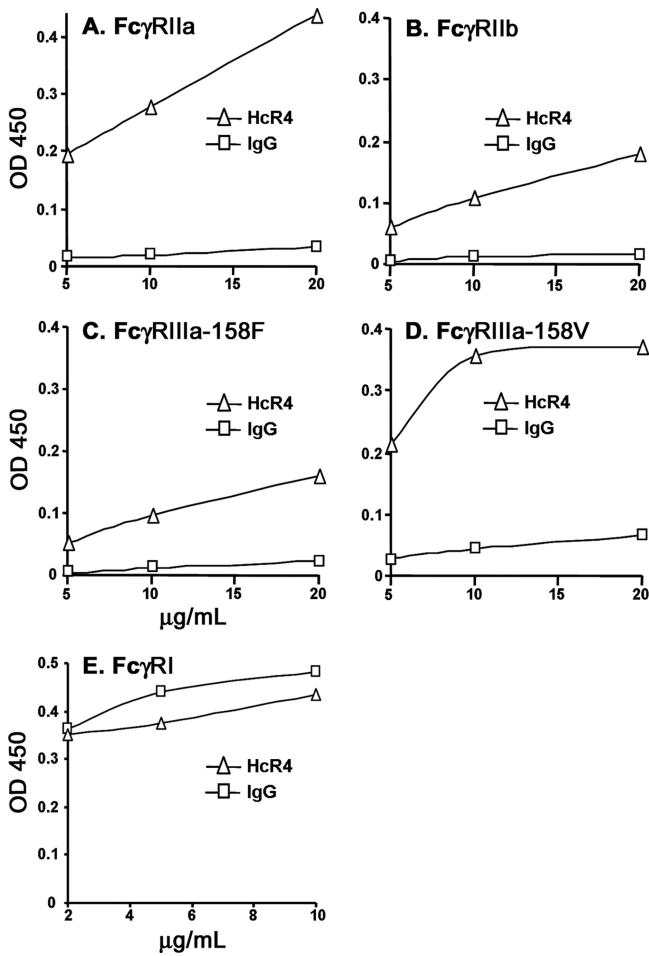 A. FcγRIIa
0.4
0.3
0.2
0.1
0
OD 450
HcR4
IgG
5 10 15 20
B. FcγRIIb
0.4
0.3
0.2
0.1
0
HcR4
IgG
5 10 15 20
C. FcγRIIIa-158F
0.4
0.3
0.2
0.1
0
OD 450
HcR4
IgG
5 10 15 20
μg/mL
D. FcγRIIIa-158V
0.4
0.3
0.2
0.1
0
HcR4
IgG
5 10 15 20
E. FcγRI
0.5
0.4
0.3
0.2
0.1
0
OD 450
HcR4
IgG
2 4 6 8 10
μg/mL